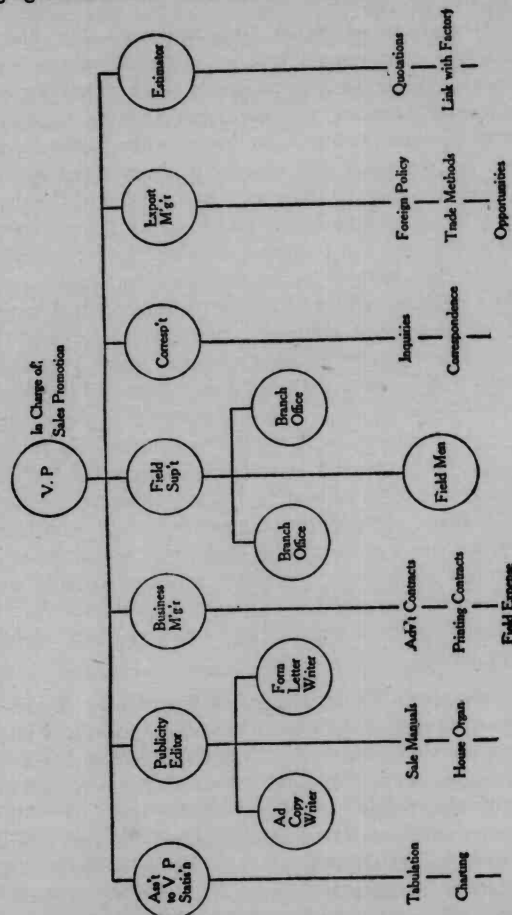 V. P
In Charge of;
Sales Promotion
Ass't
to V. P
Statis'n
Publicity
Editor
Business
M'g'r
Field
Sup't
Corresp't
Export
M'g'r
Estimator
Ad
Copy
Writer
Form
Letter
Writer
Branch
Office
Branch
Office
Field Men
Tabulation
Charting
Sale Manuals
House Organ
Adv't Contracts
Printing Contracts
Field Expense
Inquiries
Correspondence
Foreign Policy
Trade Methods
Opportunities
Quotations
Link with Factory